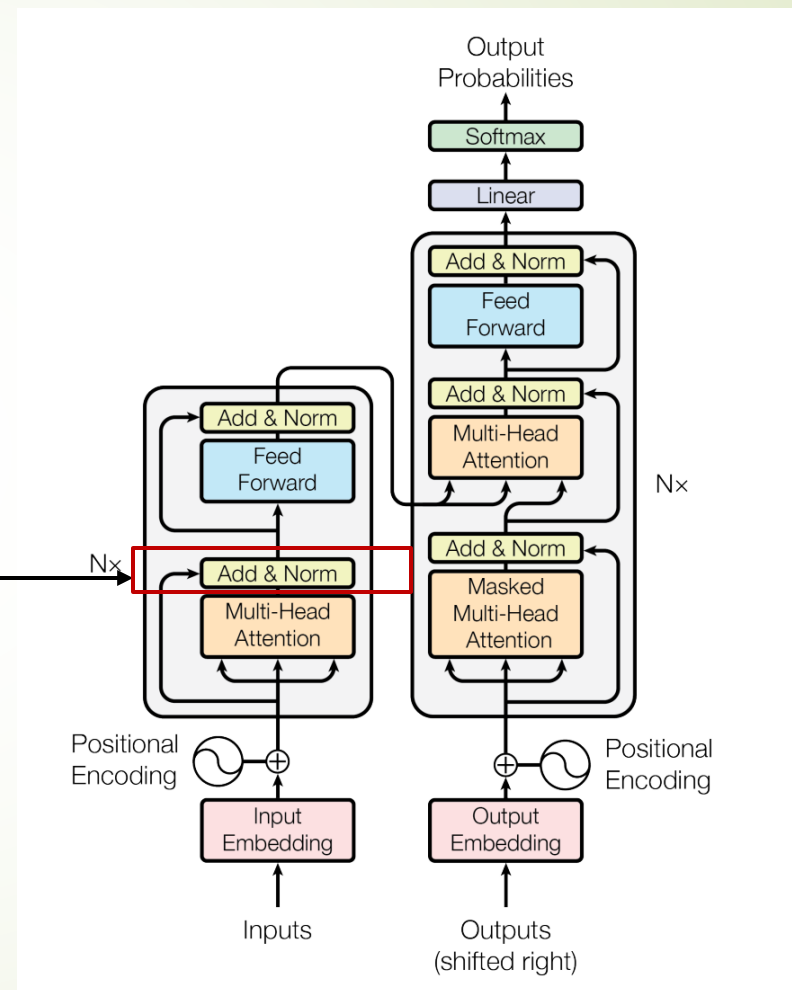 Output
Probabilities
Softmax
Linear
Add & Norm
Feed
Forward
Add & Norm
Multi-Head
Attention
Nx
Add & Norm
Masked
Multi-Head
Attention
Add & Norm
Feed
Forward
Nx
Add & Norm
Multi-Head
Attention
Positional
Encoding
Positional
Encoding
Input
Embedding
Output
Embedding
Inputs
Outputs
(shifted right)